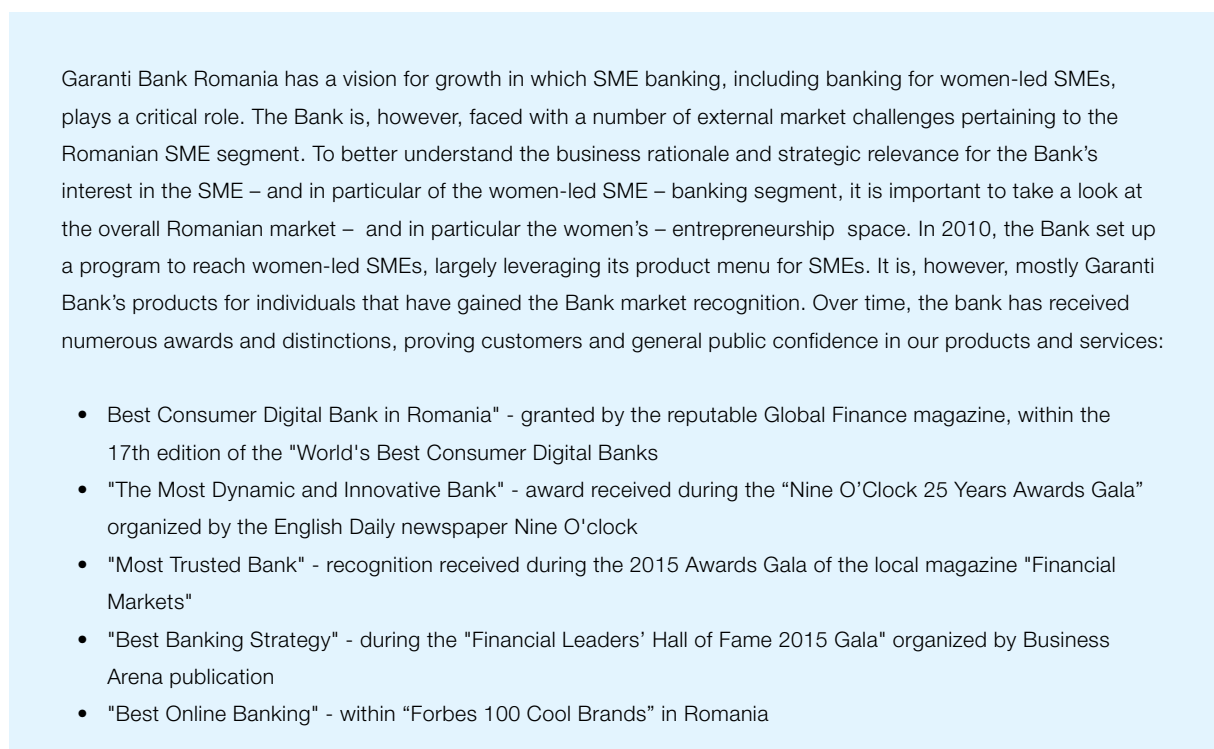 Garanti Bank Romania has a vision for growth in which SME banking, including banking for women-led SMEs,
plays a critical role. The Bank is, however, faced with a number of external market challenges pertaining to the
Romanian SME segment. To better understand the business rationale and strategic relevance for the Bank’s
interest in the SME – and in particular of the women-led SME – banking segment, it is important to take a look at
the overall Romanian market –  and in particular the women’s – entrepreneurship  space. In 2010, the Bank set up
a program to reach women-led SMEs, largely leveraging its product menu for SMEs. It is, however, mostly Garanti
Bank’s products for individuals that have gained the Bank market recognition. Over time, the bank has received
numerous awards and distinctions, proving customers and general public confidence in our products and services:
• Best Consumer Digital Bank in Romania" - granted by the reputable Global Finance magazine, within the
17th edition of the "World's Best Consumer Digital Banks
• "The Most Dynamic and Innovative Bank" - award received during the “Nine O’Clock 25 Years Awards Gala”
organized by the English Daily newspaper Nine O'clock
• "Most Trusted Bank" - recognition received during the 2015 Awards Gala of the local magazine "Financial
Markets"
• "Best Banking Strategy" - during the "Financial Leaders’ Hall of Fame 2015 Gala" organized by Business
Arena publication
• "Best Online Banking" - within “Forbes 100 Cool Brands” in Romania